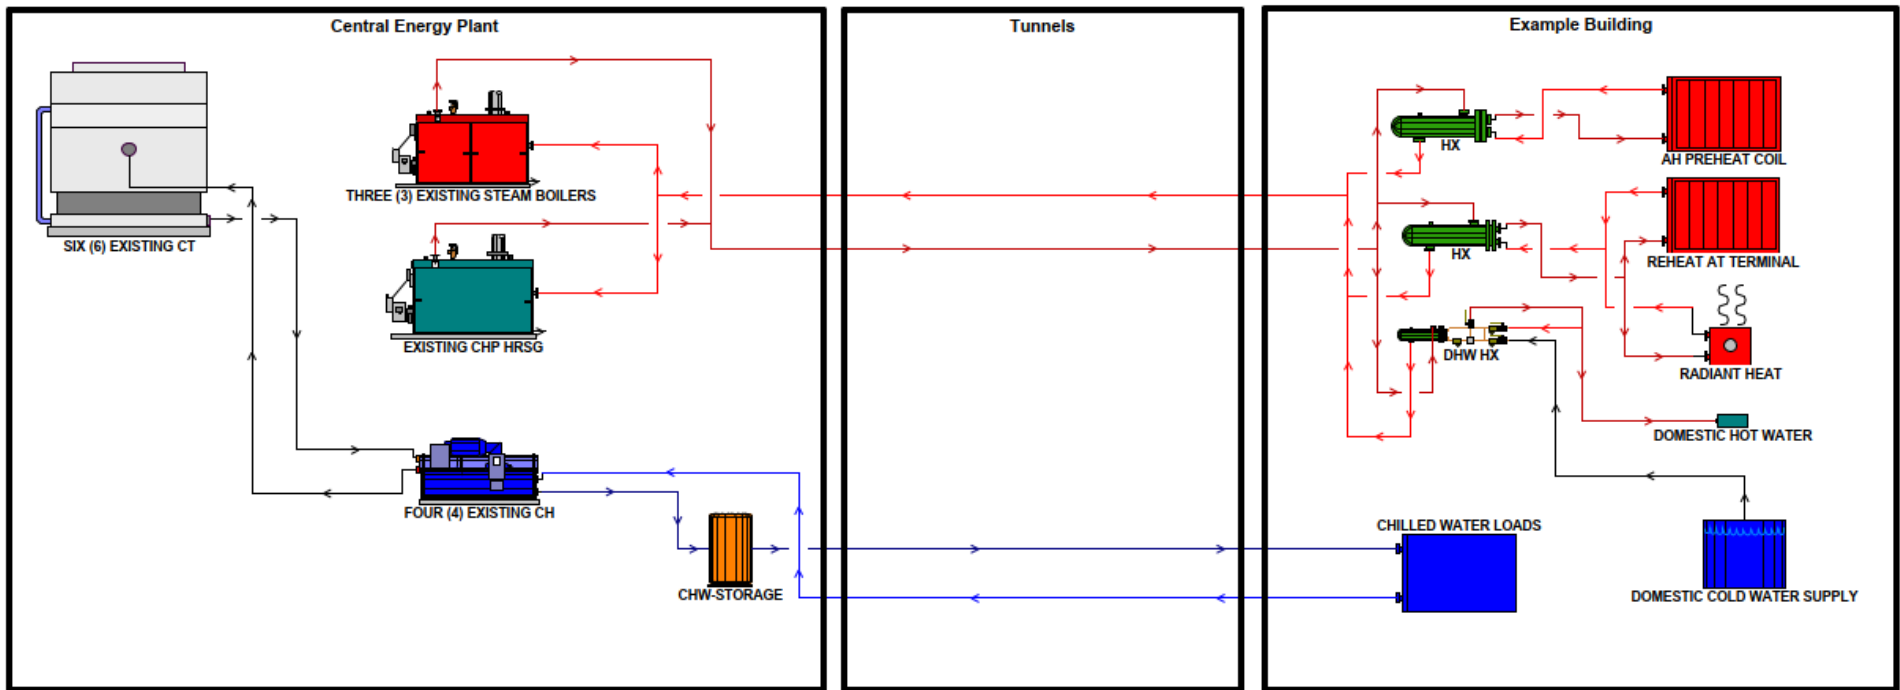 Central Energy Plant
Tunnels
Example Building
HX
AH PREHEAT COIL
THREE (3) EXISTING STEAM BOILERS
SIX (6) EXISTING CT
HX
REHEAT AT TERMINAL
EXISTING CHP HRSG
DHW HX
RADIANT HEAT
DOMESTIC HOT WATER
FOUR (4) EXISTING CH
CHILLED WATER LOADS
CHW-STORAGE
DOMESTIC COLD WATER SUPPLY